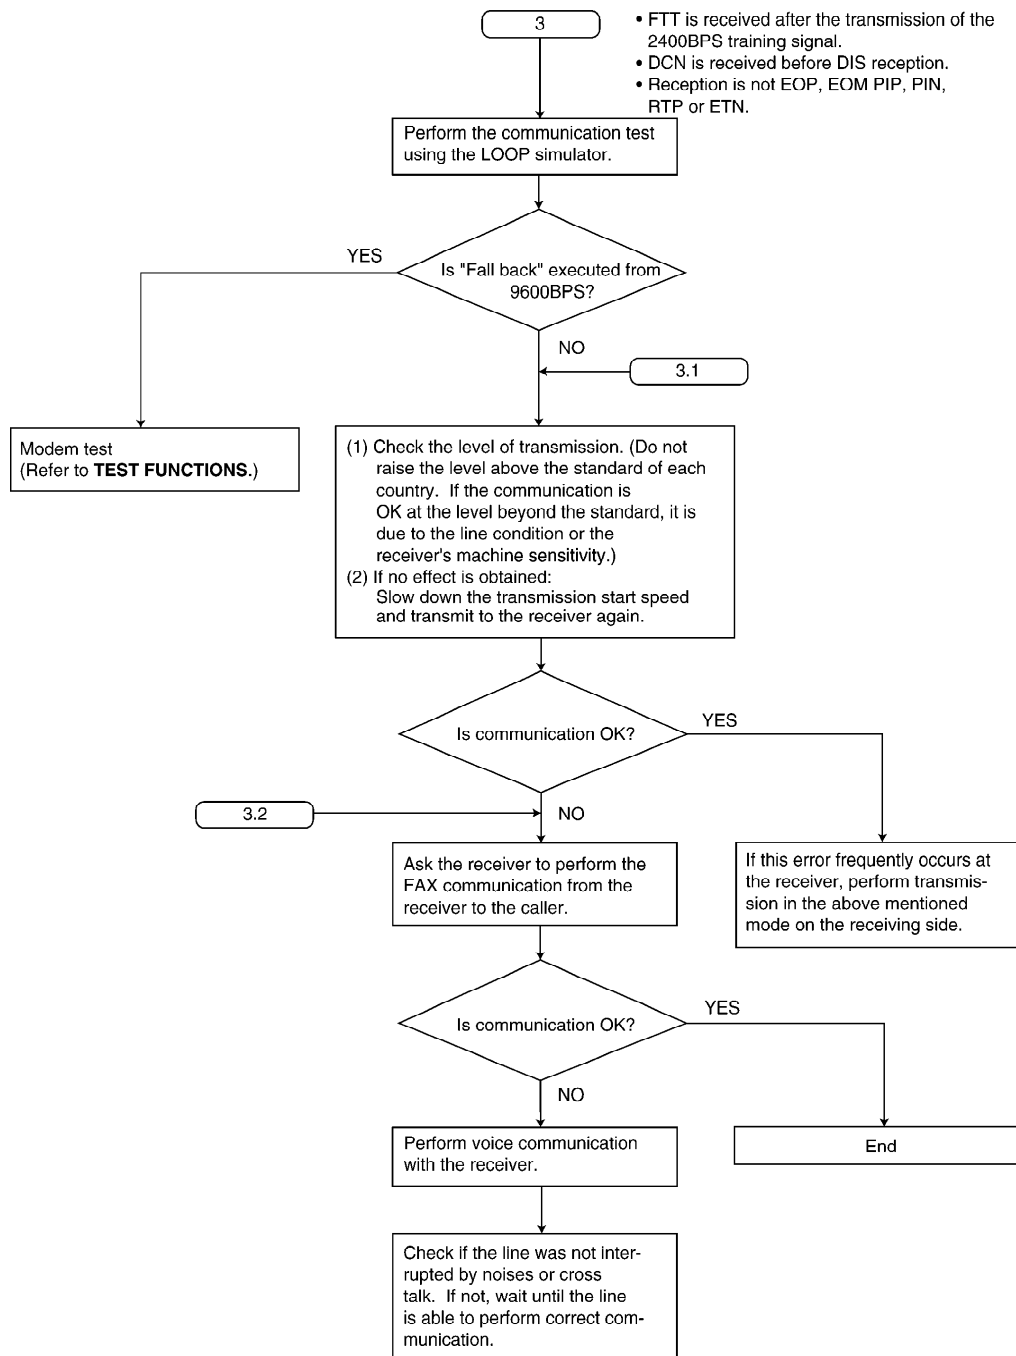 3
• FTT is received after the transmission of the
2400BPS training signal.
• DCN is received before DIS reception.
• Reception is not EOP, EOM PIP, PIN,
RTP or ETN.
Perform the communication test
using the LOOP simulator.
YES
Is "Fall back" executed from
9600BPS?
NO
3.1
Modem test
(Refer to TEST FUNCTIONS.)
(1) Check the level of transmission. (Do not
raise the level above the standard of each
country. If the communication is
OK at the level beyond the standard, it is
due to the line condition or the
receiver's machine sensitivity.)
(2) If no effect is obtained:
Slow down the transmission start speed
and transmit to the receiver again.
Is communication OK?
YES
NO
3.2
Ask the receiver to perform the
FAX communication from the
receiver to the caller.
If this error frequently occurs at
the receiver, perform transmis-
sion in the above mentioned
mode on the receiving side.
Is communication OK?
YES
NO
Perform voice communication
with the receiver.
End
Check if the line was not inter-
rupted by noises or cross
talk. If not, wait until the line
is able to perform correct com-
munication.